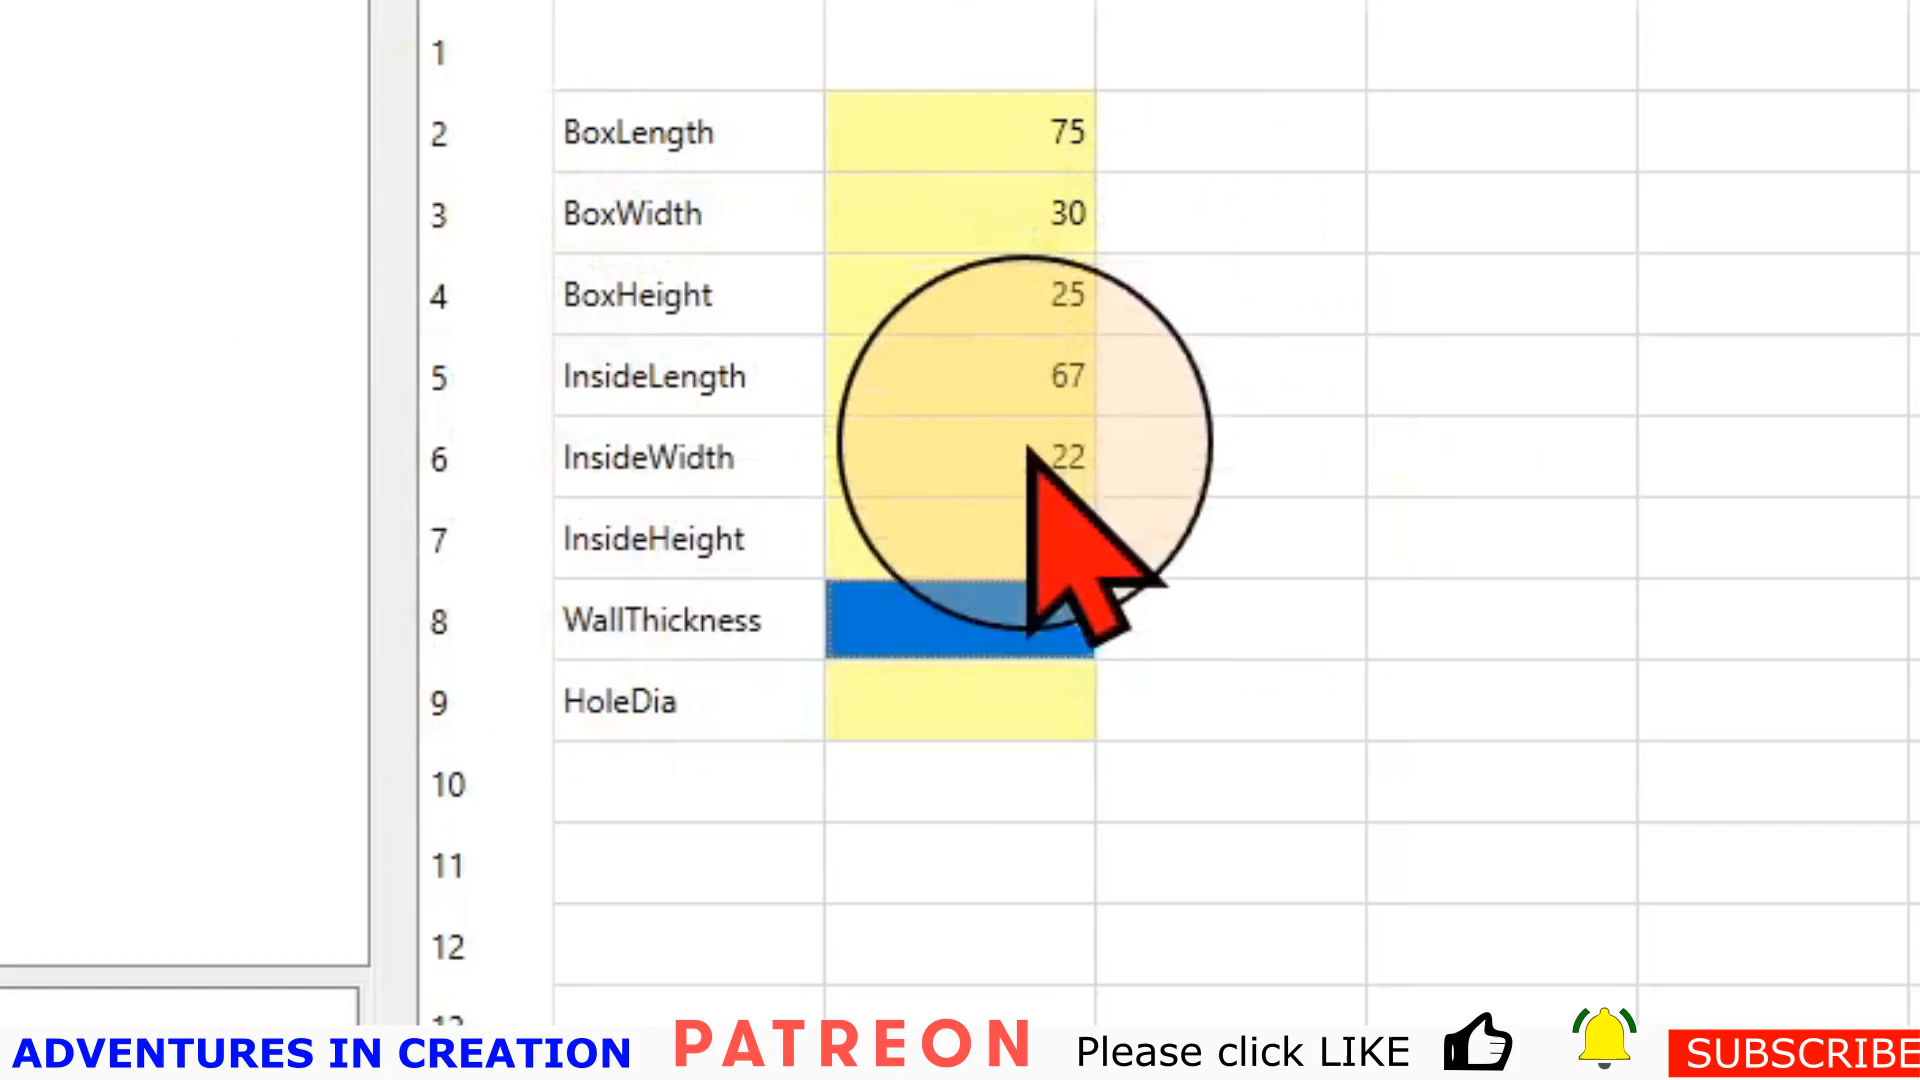 1
2 BoxLength 75
3 BoxWidth 30
4 BoxHeight 25
5 InsideLength 67
6 InsideWidth 22
7 InsideHeight
8 WallThickness
9 HoleDia
10
11
12
ADVENTURES IN CREATION PATREON Please click LIKE SUBSCRIBE